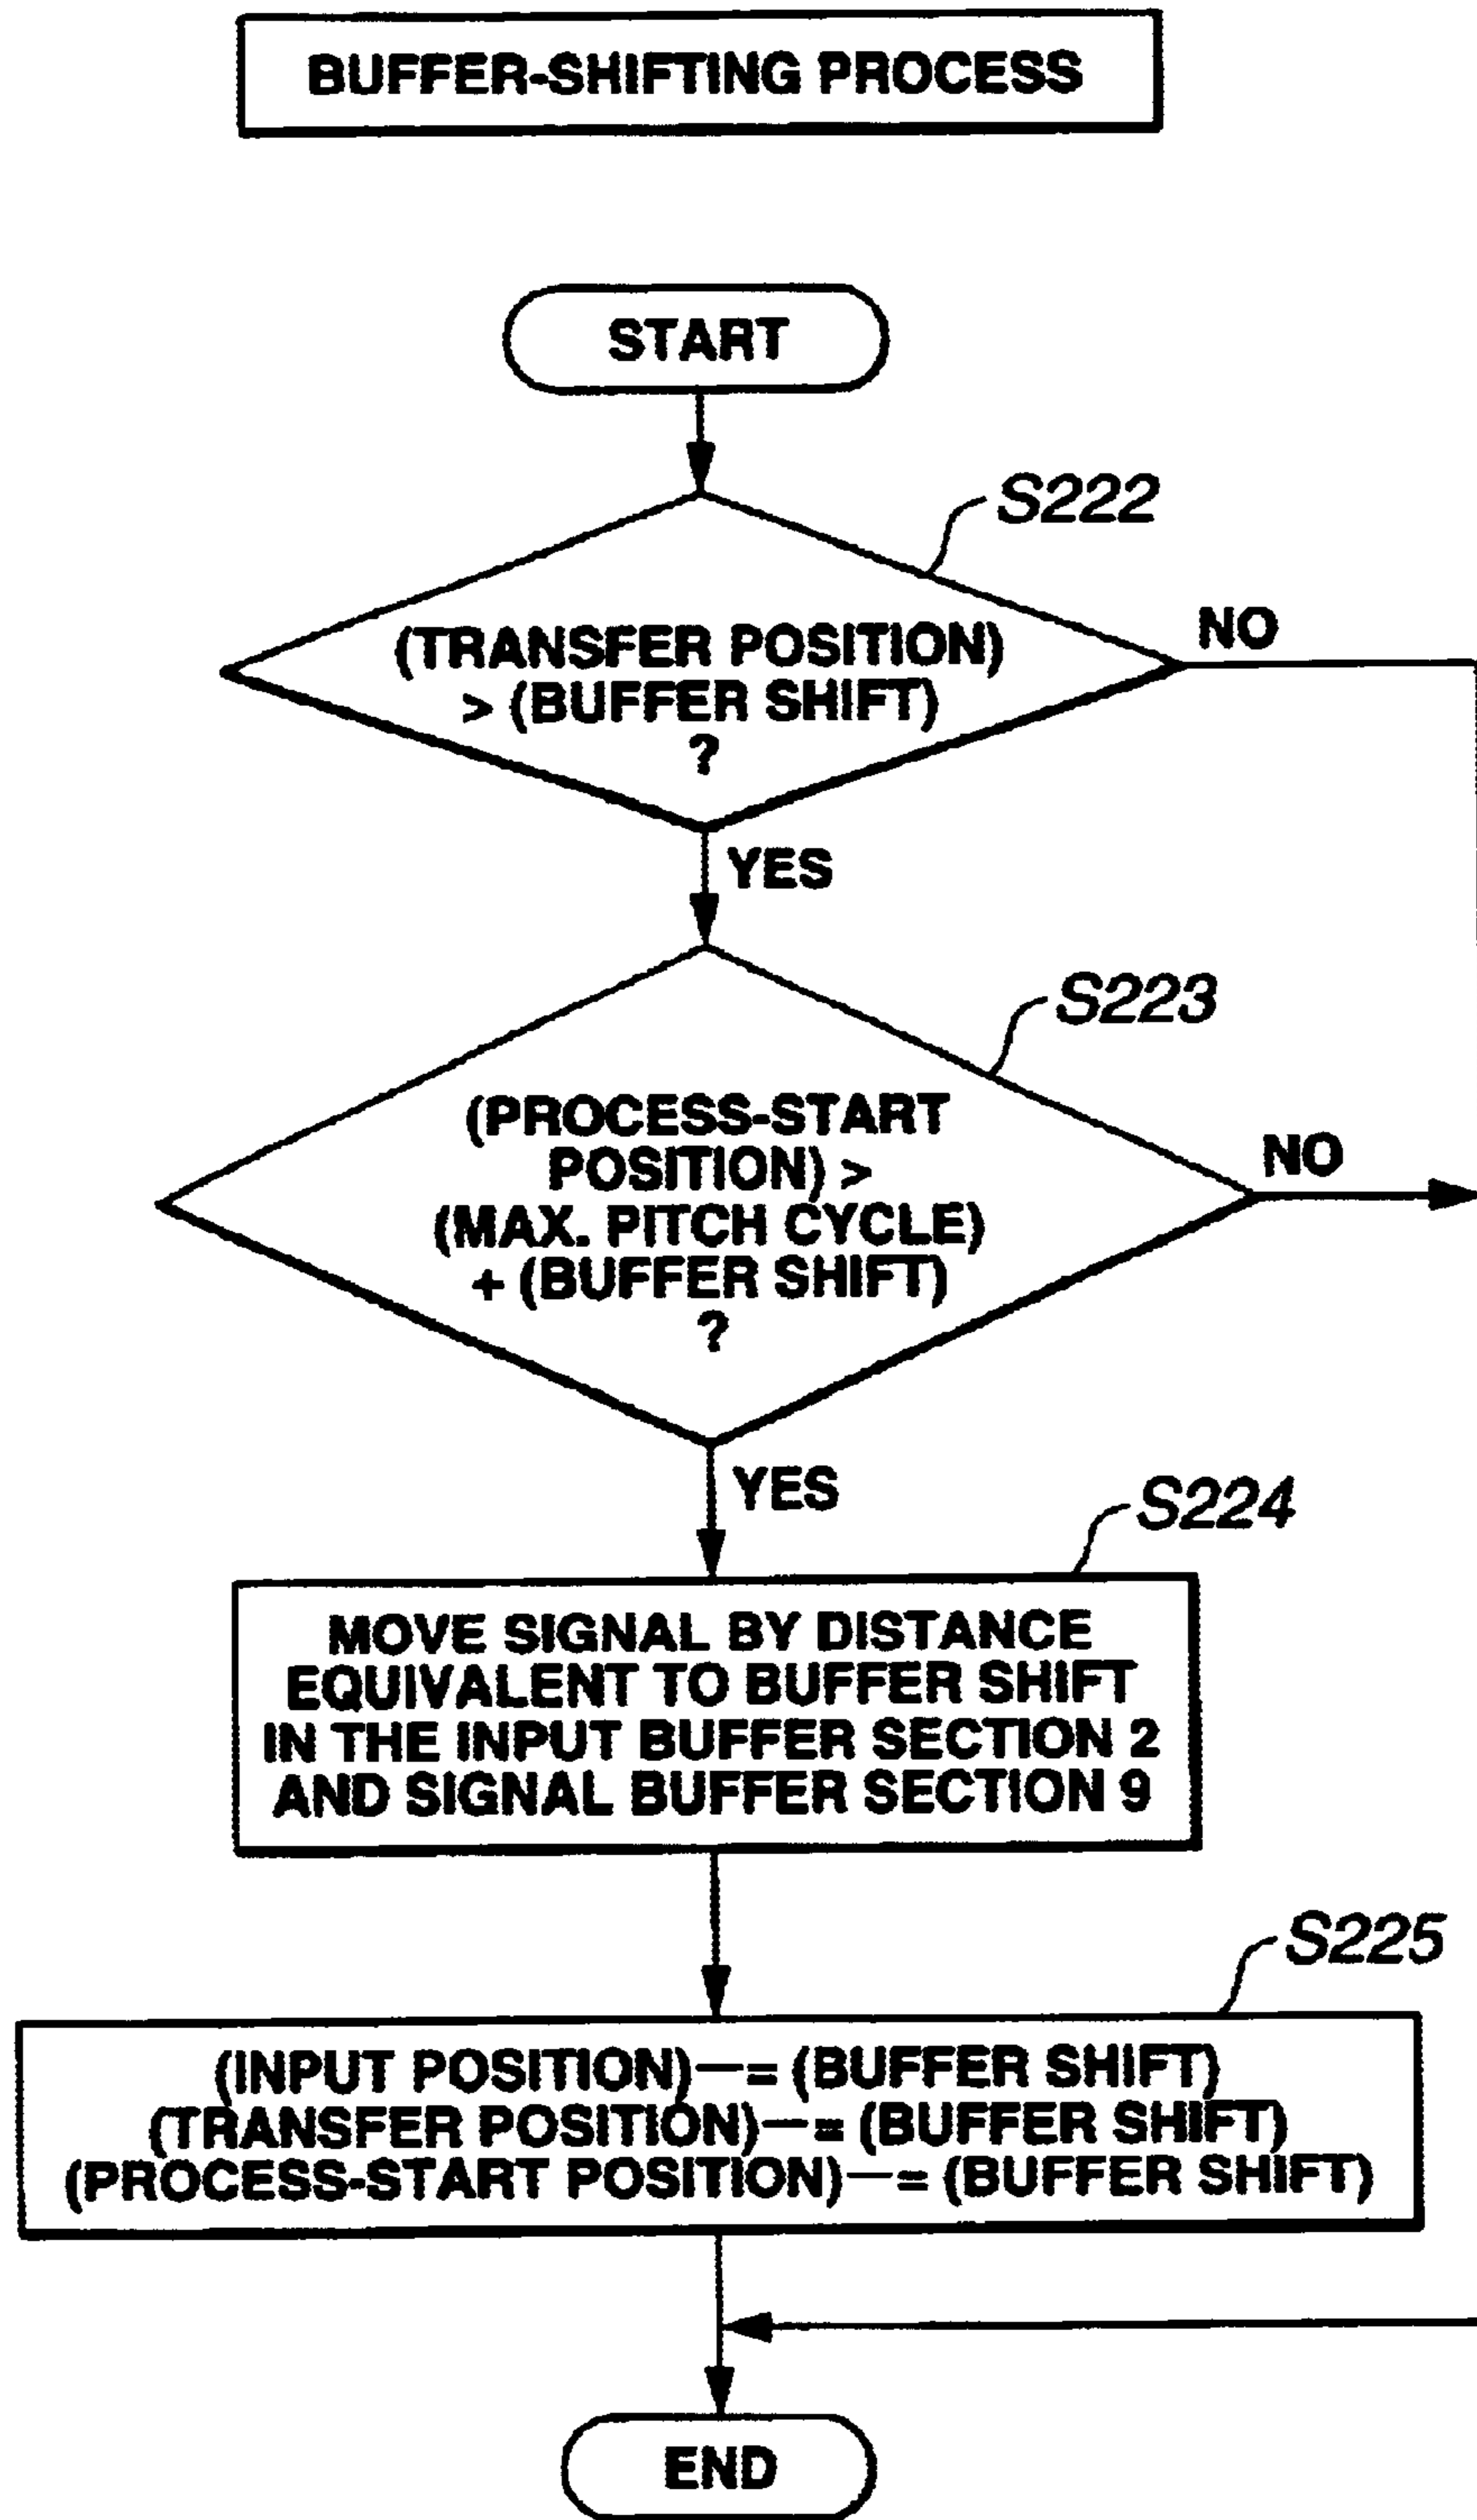 BUFFER-SHIFTING PROCESS
START
S222
(TRANSFER POSITION)
> (BUFFER SHIFT)
?
NO
YES
S223
(PROCESS-START
POSITION) >
(MAX. PITCH CYCLE)
+ (BUFFER SHIFT)
?
NO
YES
S224
MOVE SIGNAL BY DISTANCE
EQUIVALENT TO BUFFER SHIFT
IN THE INPUT BUFFER SECTION 2
AND SIGNAL BUFFER SECTION 9
S225
(INPUT POSITION)—= (BUFFER SHIFT)
(TRANSFER POSITION)—= (BUFFER SHIFT)
(PROCESS-START POSITION)—= (BUFFER SHIFT)
END